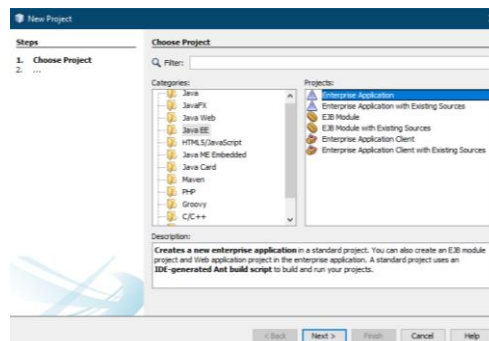 New Project
Steps
1. Choose Project
2. ...
Choose Project
Filter:
Categories:
Java
JavaFX
Java Web
Java EE
HTML5/JavaScript
Java ME Embedded
Java Card
Maven
PHP
Groovy
C/C++
Projects:
Enterprise Application
Enterprise Application with Existing Sources
EJB Module
EJB Module with Existing Sources
Enterprise Application Client
Enterprise Application Client with Existing Sources
Description:
Creates a new enterprise application in a standard project. You can also create an EJB module
project and Web application project in the enterprise application. A standard project uses an
IDE-generated Ant build script to build and run your projects.
< Back Next > Finish Cancel Help